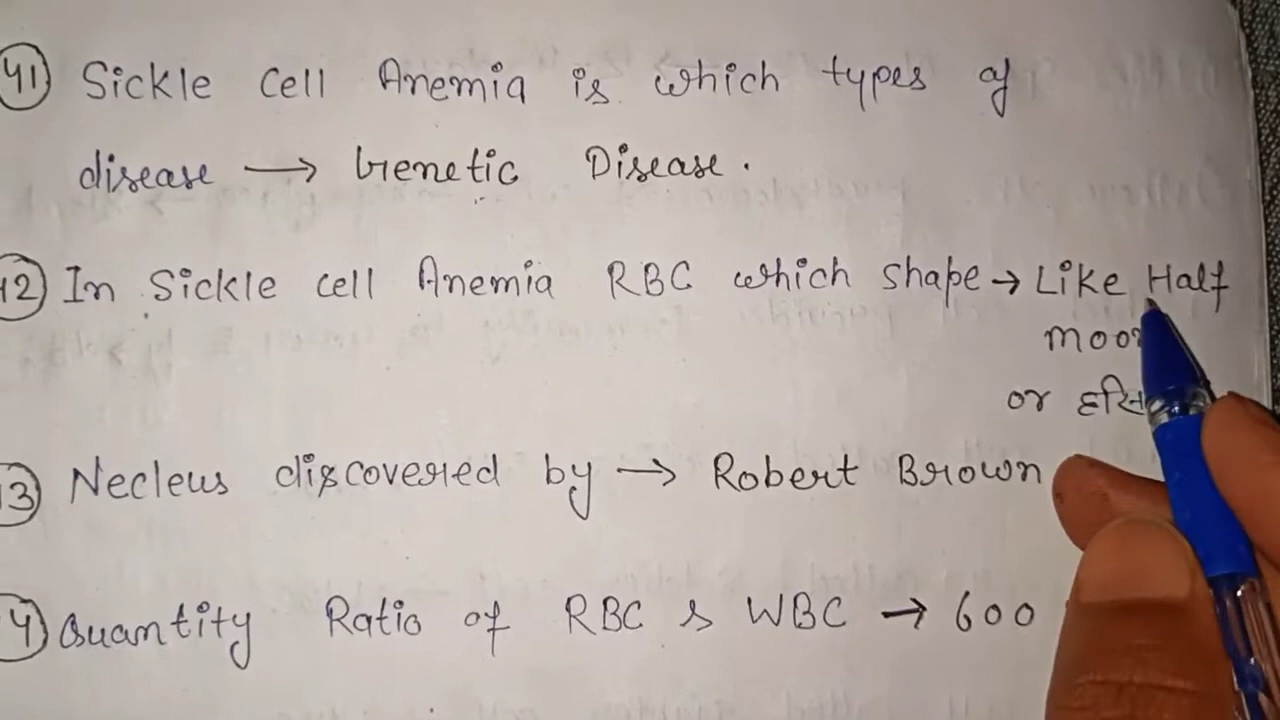 41 Sickle cell Anemia is which types of
disease → Genetic Disease.
12 In Sickle cell Anemia RBC which shape → Like Half
or
13 Necleus discovered by → Robert Brown
4 Quantity Ratio of RBC & WBC → 600